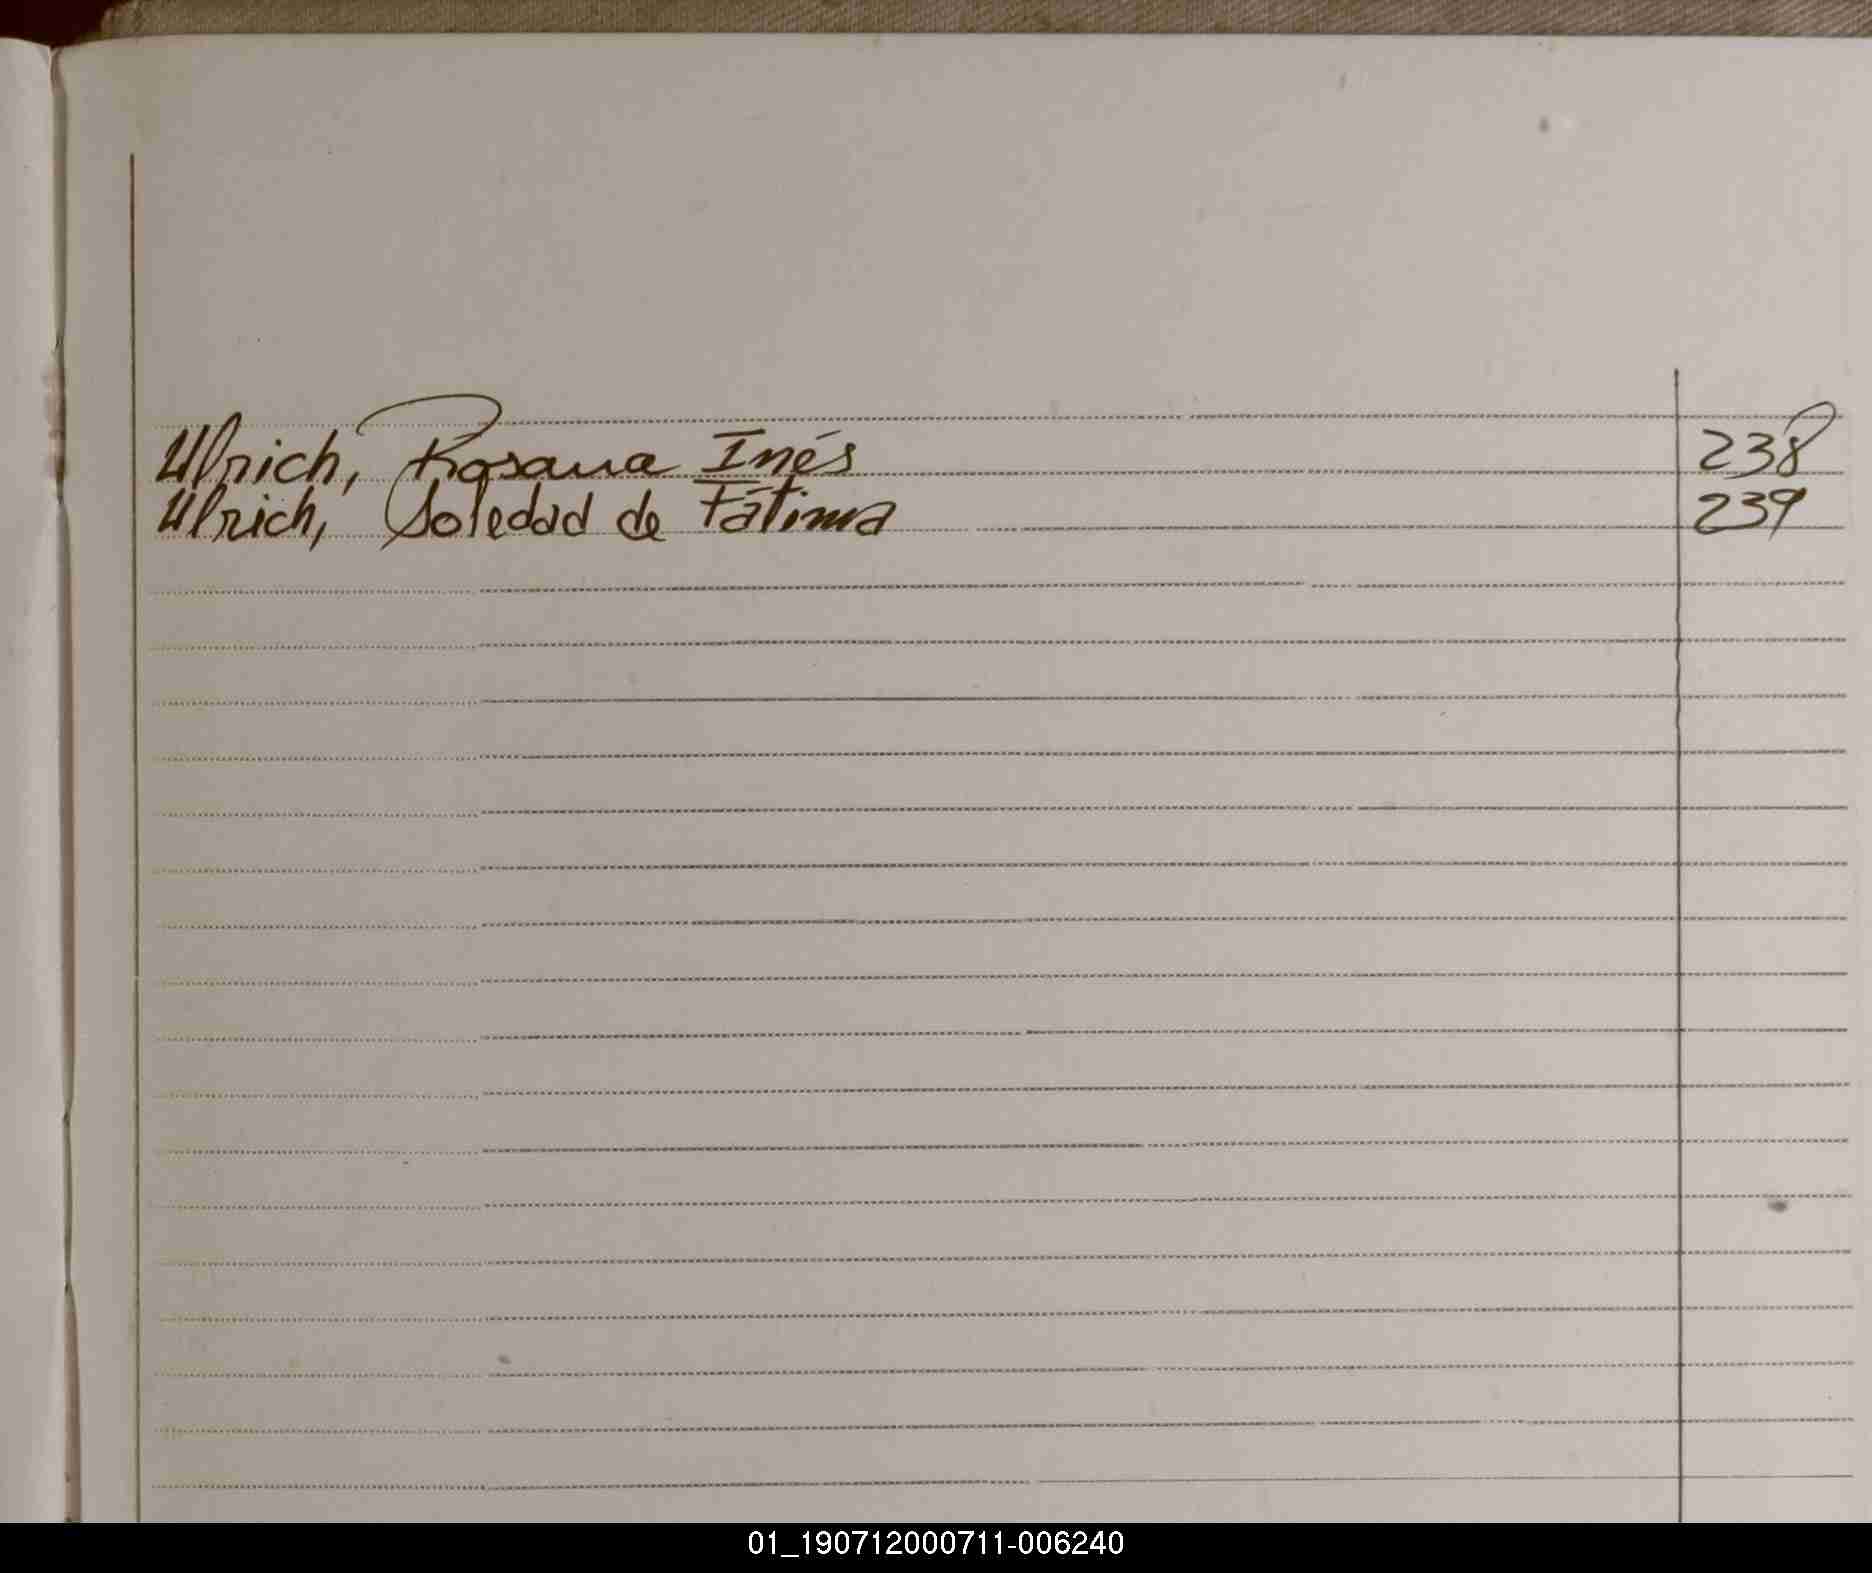 Ulrich, Rosana Inés 238
Ulrich, Soledad de Fátima 239
01_190712000711-006240